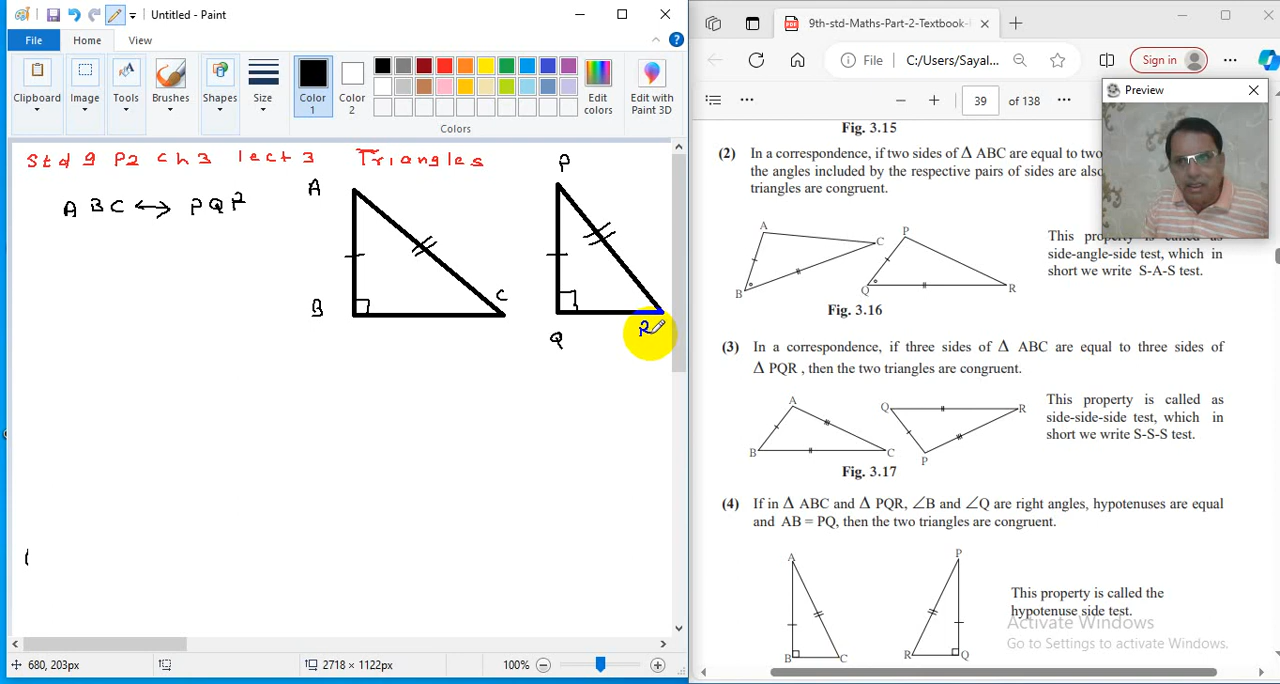 Untitled - Paint
File
Home
View
Clipboard
Image
Tools
Brushes
Shapes
Size
Color 1
Color 2
Edit colors
Edit with Paint 3D
Colors
Std 9 P2 ch 3 lect 3 Triangles
A B C ↔ P Q R
A
B
C
P
Q
R
680, 203px
2718 × 1122px
100%
9th-std-Maths-Part-2-Textbook-
File
C:/Users/Sayal...
Sign in
39 of 138
Preview
Fig. 3.15
(2) In a correspondence, if two sides of Δ ABC are equal to two
the angles included by the respective pairs of sides are also
triangles are congruent.
A
B
C
P
Q
R
This property is called as
side-angle-side test, which in
short we write S-A-S test.
Fig. 3.16
(3) In a correspondence, if three sides of Δ ABC are equal to three sides of
Δ PQR , then the two triangles are congruent.
A
B
C
Q
R
P
This property is called as
side-side-side test, which in
short we write S-S-S test.
Fig. 3.17
(4) If in Δ ABC and Δ PQR, ∠B and ∠Q are right angles, hypotenuses are equal
and AB = PQ, then the two triangles are congruent.
A
B
C
P
R
Q
This property is called the
hypotenuse side test.
Activate Windows
Go to Settings to activate Windows.